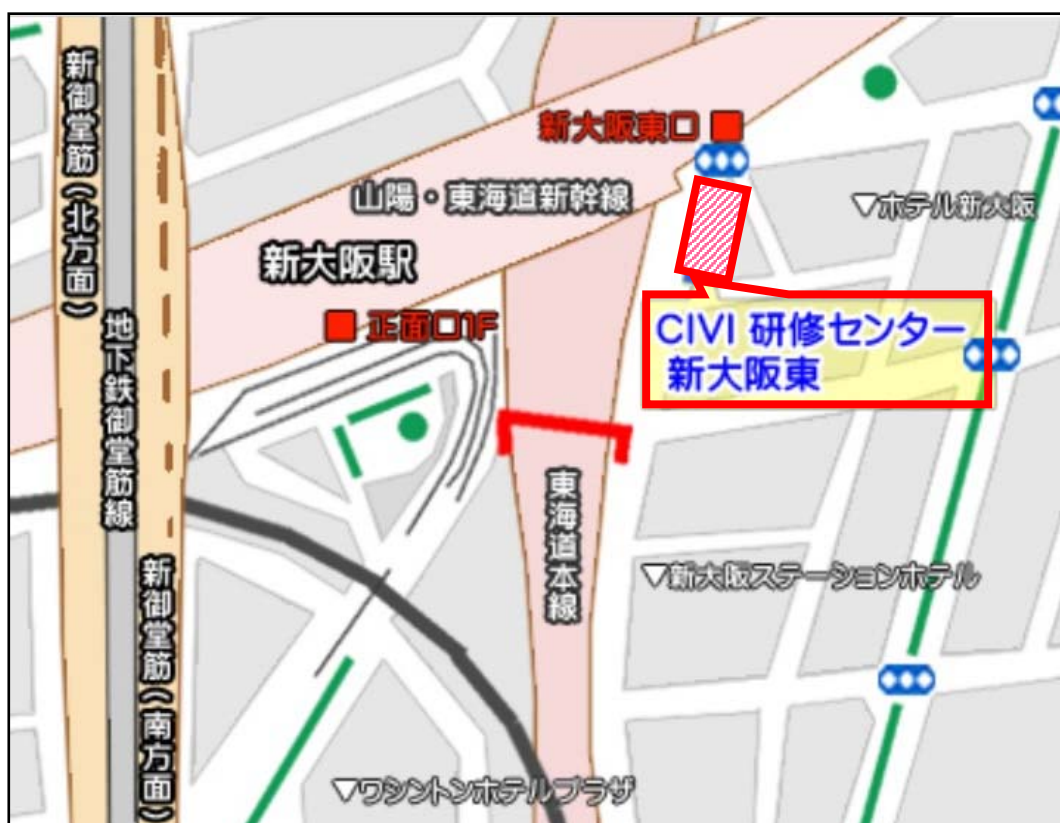 新御堂筋(北方面)
地下鉄御堂筋線
新御堂筋(南方面)
新大阪東口
山陽・東海道新幹線
▽ホテル新大阪
新大阪駅
正面口1F
CIVI 研修センター
新大阪東
東海道本線
▽新大阪ステーションホテル
▽ワシントンホテルプラザ